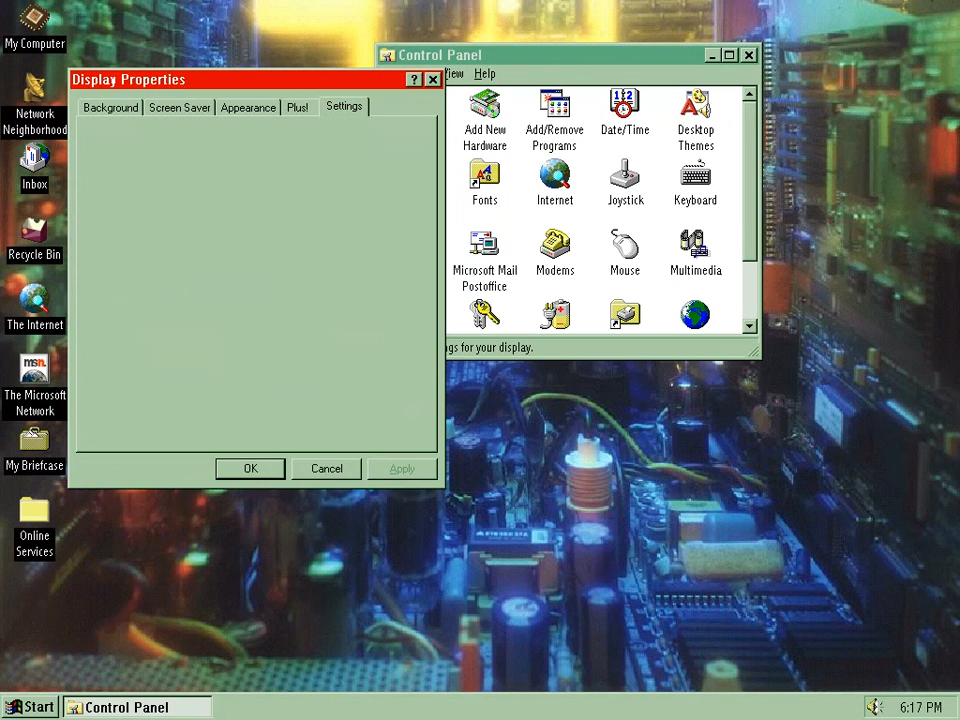 My Computer
Network
Neighborhood
Inbox
Recycle Bin
The Internet
msn.
The Microsoft
Network
My Briefcase
Online
Services
Control Panel
View Help
Display Properties
Background
Screen Saver
Appearance
Plus!
Settings
OK
Cancel
Apply
Add New
Hardware
Add/Remove
Programs
Date/Time
Desktop
Themes
Fonts
Internet
Joystick
Keyboard
Microsoft Mail
Postoffice
Modems
Mouse
Multimedia
ngs for your display.
Start
Control Panel
6:17 PM